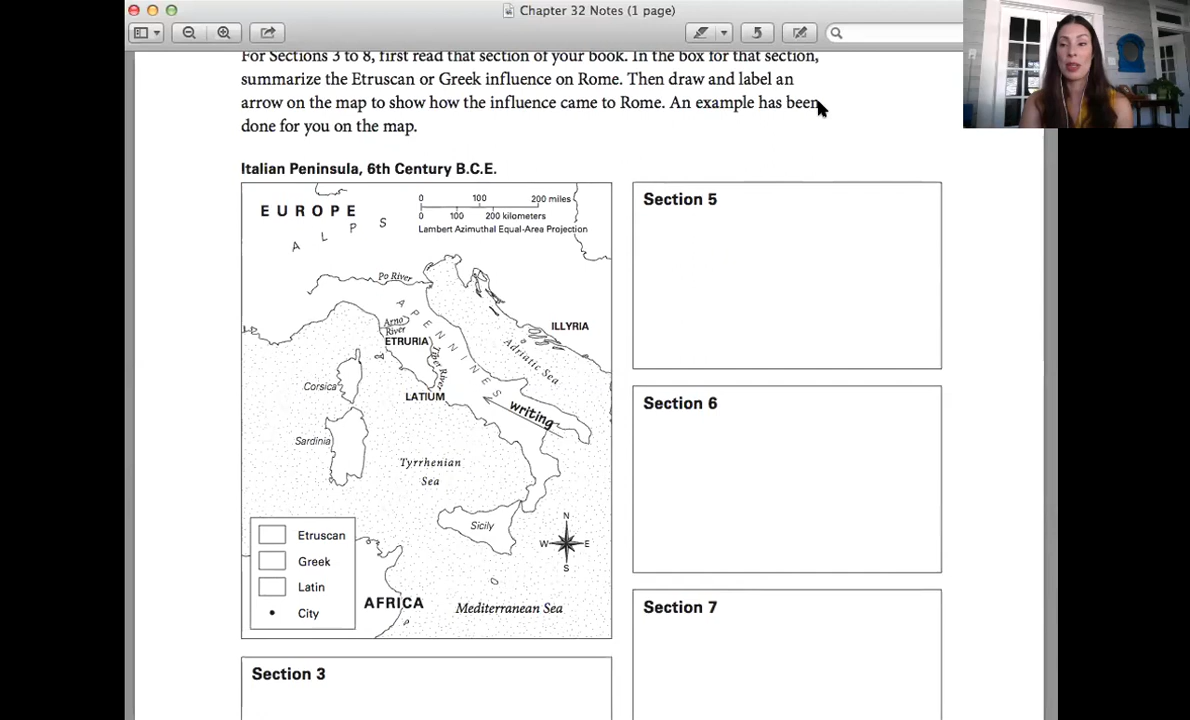 Chapter 32 Notes (1 page)
For Sections 3 to 8, first read that section of your book. In the box for that section,
summarize the Etruscan or Greek influence on Rome. Then draw and label an
arrow on the map to show how the influence came to Rome. An example has been
done for you on the map.
Italian Peninsula, 6th Century B.C.E.
EUROPE
ALPS
0 100 200 miles
0 100 200 kilometers
Lambert Azimuthal Equal-Area Projection
Po River
APENNINES
Arno River
ETRURIA
Tiber River
ILLYRIA
Adriatic Sea
Corsica
LATIUM
writing
Sardinia
Tyrrhenian
Sea
Sicily
N
W E
S
Etruscan
Greek
Latin
City
AFRICA
Mediterranean Sea
Section 3
Section 5
Section 6
Section 7